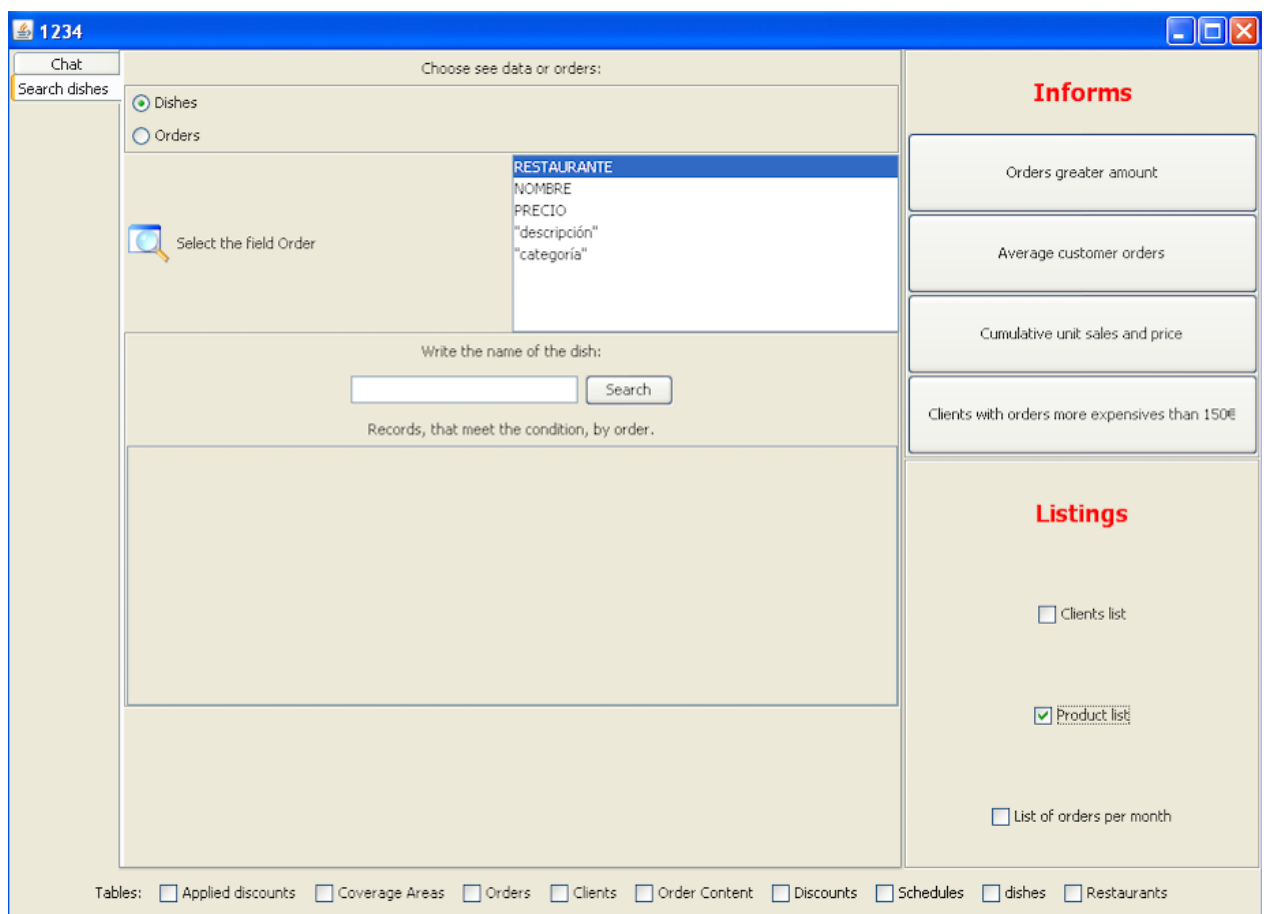 1234
Chat
Search dishes
Choose see data or orders:
Dishes
Orders
Select the field Order
RESTAURANTE
NOMBRE
PRECIO
"descripción"
"categoría"
Write the name of the dish:
Search
Records, that meet the condition, by order.
Informs
Orders greater amount
Average customer orders
Cumulative unit sales and price
Clients with orders more expensives than 150€
Listings
Clients list
Product list
List of orders per month
Tables: Applied discounts Coverage Areas Orders Clients Order Content Discounts Schedules dishes Restaurants